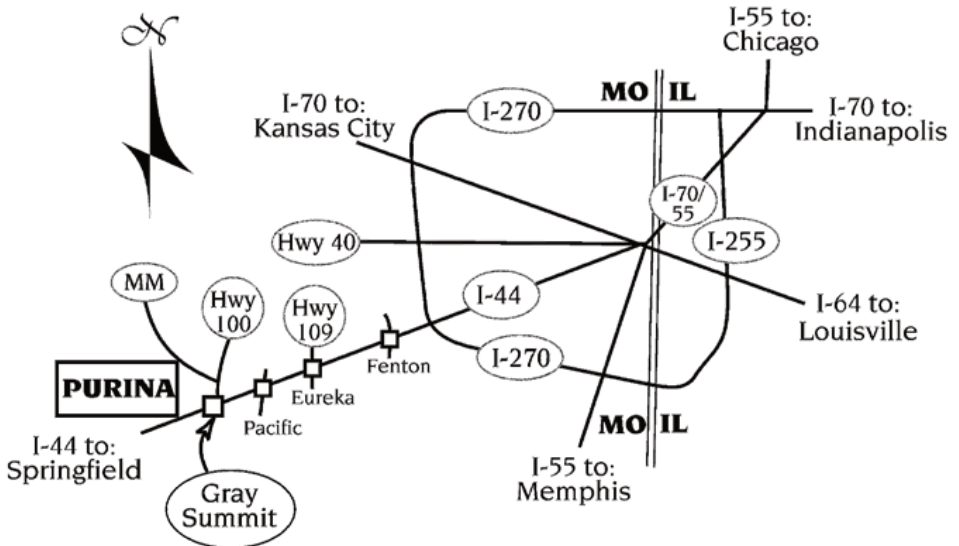 N
I-55 to:
Chicago
MO IL
I-70 to:
Kansas City
I-270
I-70 to:
Indianapolis
I-70/
55
Hwy 40
I-255
MM
Hwy
100
Hwy
109
I-44
I-64 to:
Louisville
Fenton
I-270
PURINA
Eureka
Pacific
MO IL
I-44 to:
Springfield
I-55 to:
Memphis
Gray
Summit